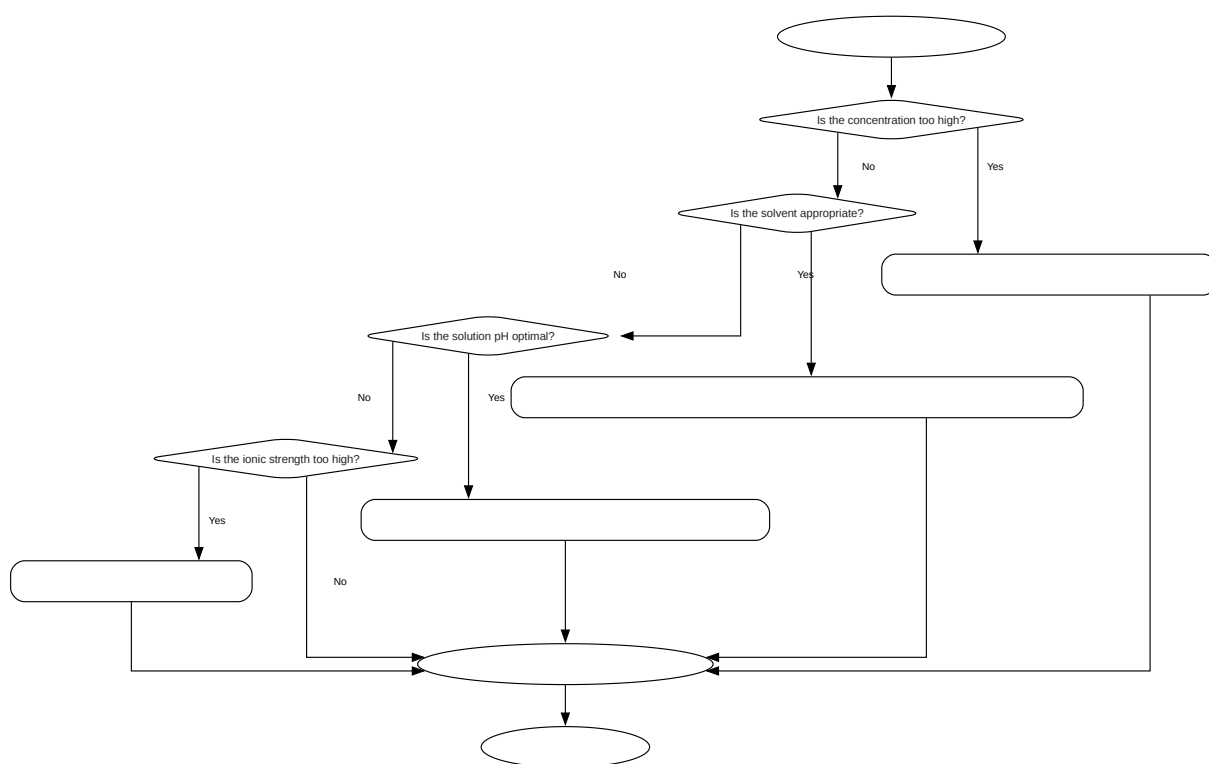 Is the concentration too high?
No
Yes
Is the solvent appropriate?
No
Yes
Is the solution pH optimal?
No
Yes
Is the ionic strength too high?
Yes
No